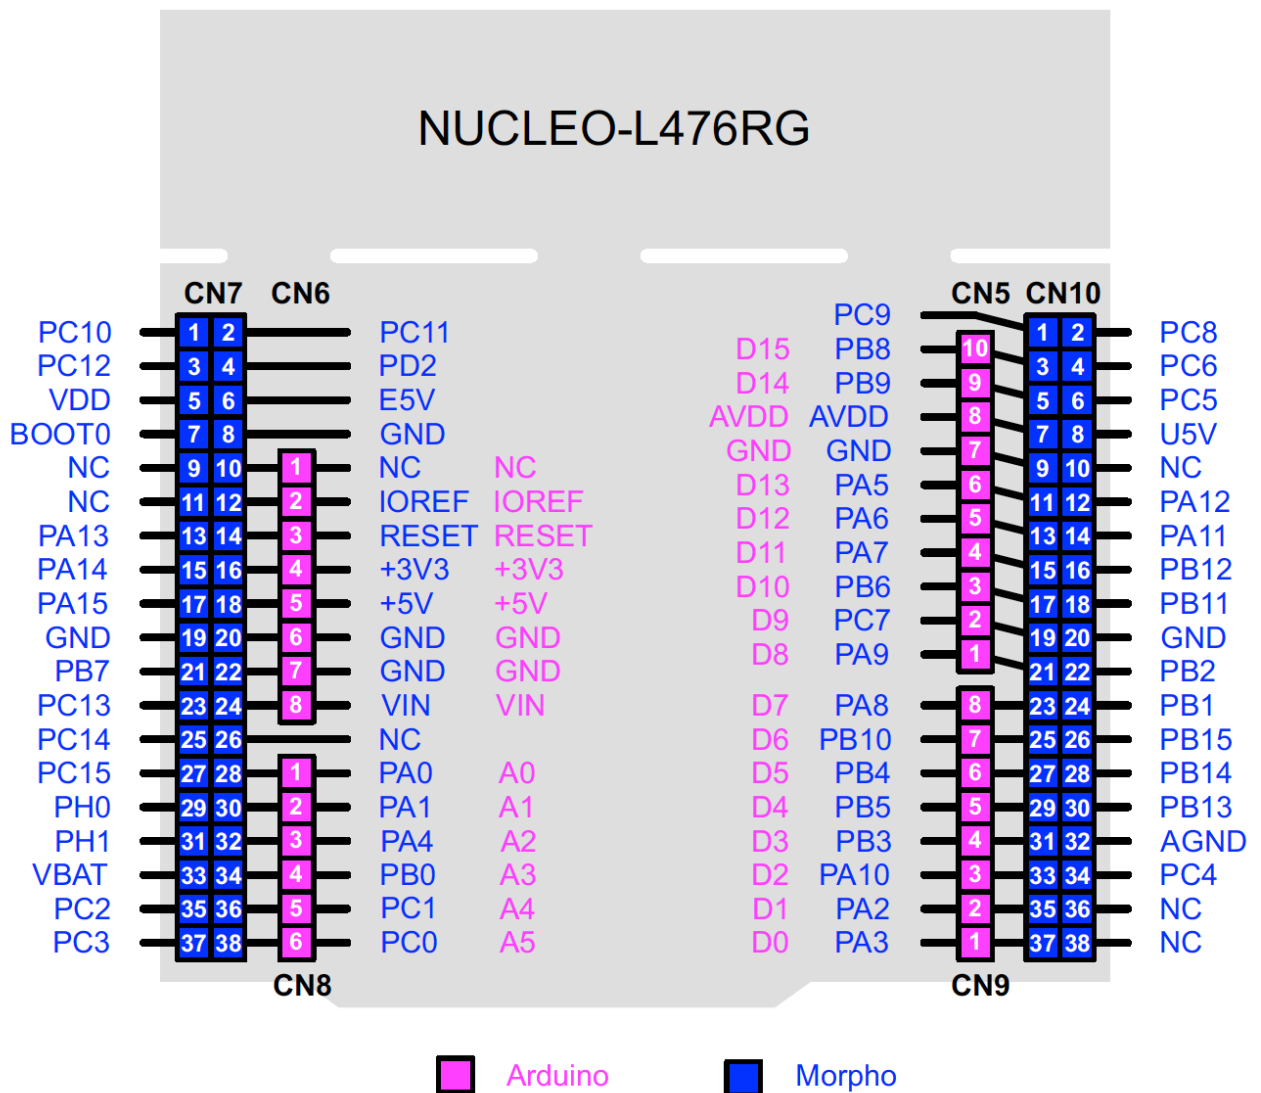 NUCLEO-L476RG
CN7 CN6 CN5 CN10
PC9
PC10 1 2 PC11 1 2 PC8
D15 PB8 10
PC12 3 4 PD2 3 4 PC6
D14 PB9 9
VDD 5 6 E5V 5 6 PC5
AVDD AVDD 8
BOOT0 7 8 GND 7 8 U5V
GND GND 7
NC 9 10 1 NC NC 9 10 NC
D13 PA5 6
NC 11 12 2 IOREF IOREF 11 12 PA12
D12 PA6 5
PA13 13 14 3 RESET RESET 13 14 PA11
D11 PA7 4
PA14 15 16 4 +3V3 +3V3 15 16 PB12
D10 PB6 3
PA15 17 18 5 +5V +5V 17 18 PB11
D9 PC7 2
GND 19 20 6 GND GND 19 20 GND
D8 PA9 1
PB7 21 22 7 GND GND 21 22 PB2
PC13 23 24 8 VIN VIN D7 PA8 8 23 24 PB1
PC14 25 26 NC D6 PB10 7 25 26 PB15
PC15 27 28 1 PA0 A0 D5 PB4 6 27 28 PB14
PH0 29 30 2 PA1 A1 D4 PB5 5 29 30 PB13
PH1 31 32 3 PA4 A2 D3 PB3 4 31 32 AGND
VBAT 33 34 4 PB0 A3 D2 PA10 3 33 34 PC4
PC2 35 36 5 PC1 A4 D1 PA2 2 35 36 NC
PC3 37 38 6 PC0 A5 D0 PA3 1 37 38 NC
CN8 CN9
Arduino Morpho